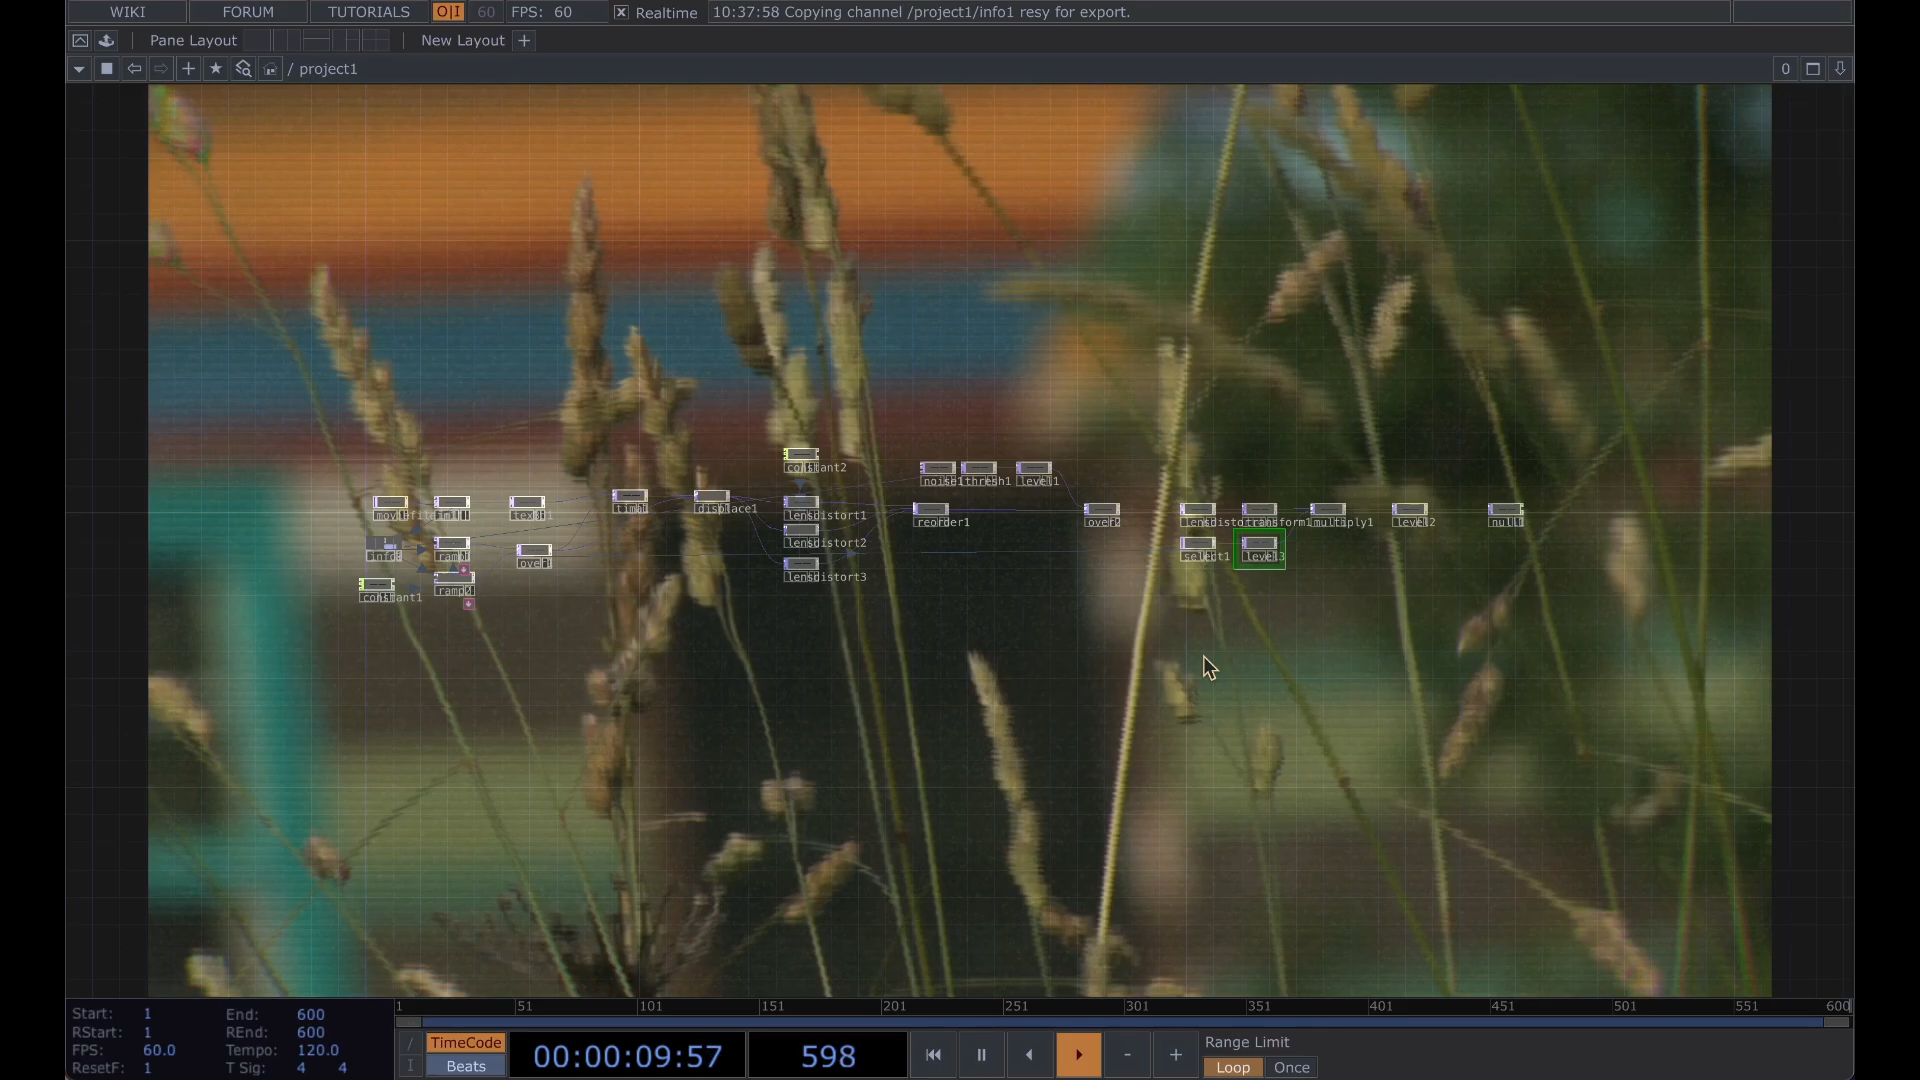 WIKI FORUM TUTORIALS O|I 60 FPS: 60 Realtime 10:37:58 Copying channel /project1/info1 resy for export.
Pane Layout New Layout +
/ project1 0
constant2
noise1 thresh1 level1
displace1 lensdistort1 reorder1 over2 transform1 multiply1 level2 null1
lensdistort2
ramp1 over1 select1 level3
lensdistort3
constant1 ramp2
1 51 101 151 201 251 301 351 401 451 501 551 600
Start: 1 End: 600
RStart: 1 REnd: 600
FPS: 60.0 Tempo: 120.0
ResetF: 1 T Sig: 4 4
/ TimeCode
I Beats
00:00:09:57 598 - +
Range Limit
Loop Once